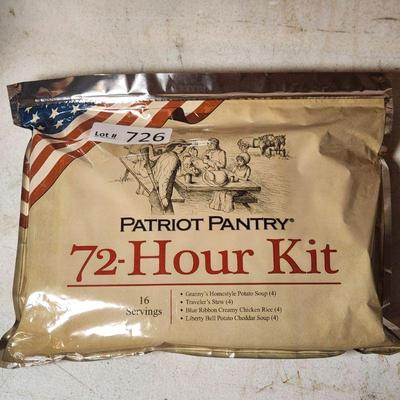 Lot # 726
PATRIOT PANTRY®
72-Hour Kit
16
Servings
• Granny's Homestyle Potato Soup (4)
• Traveler's Stew (4)
• Blue Ribbon Creamy Chicken Rice (4)
• Liberty Bell Potato Cheddar Soup (4)